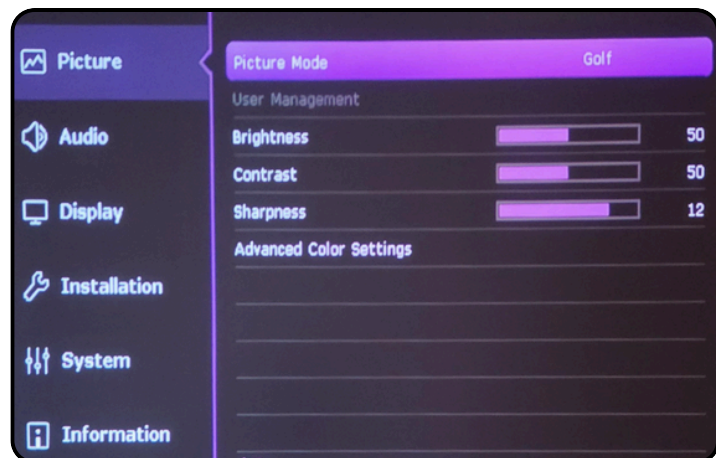 Picture
Audio
Display
Installation
System
Information
Picture Mode Golf
User Management
Brightness 50
Contrast 50
Sharpness 12
Advanced Color Settings